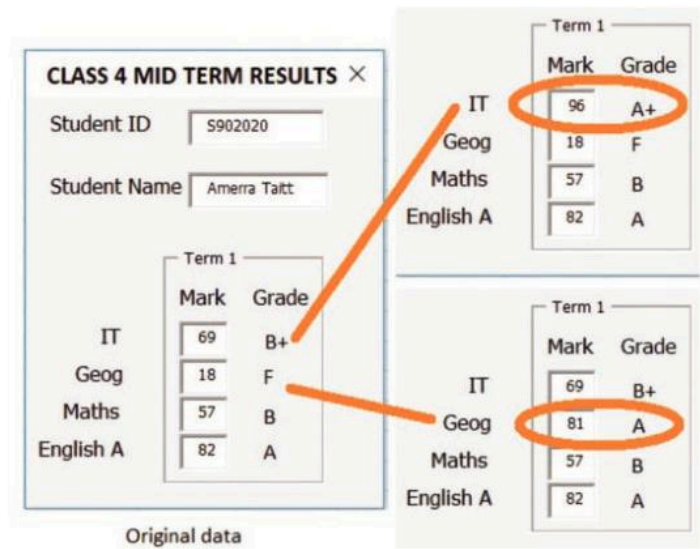 CLASS 4 MID TERM RESULTS ×
Student ID S902020
Student Name Amerra Taitt
Term 1
Mark Grade
IT 69 B+
Geog 18 F
Maths 57 B
English A 82 A
Original data
Term 1
Mark Grade
IT 96 A+
Geog 18 F
Maths 57 B
English A 82 A
Term 1
Mark Grade
IT 69 B+
Geog 81 A
Maths 57 B
English A 82 A